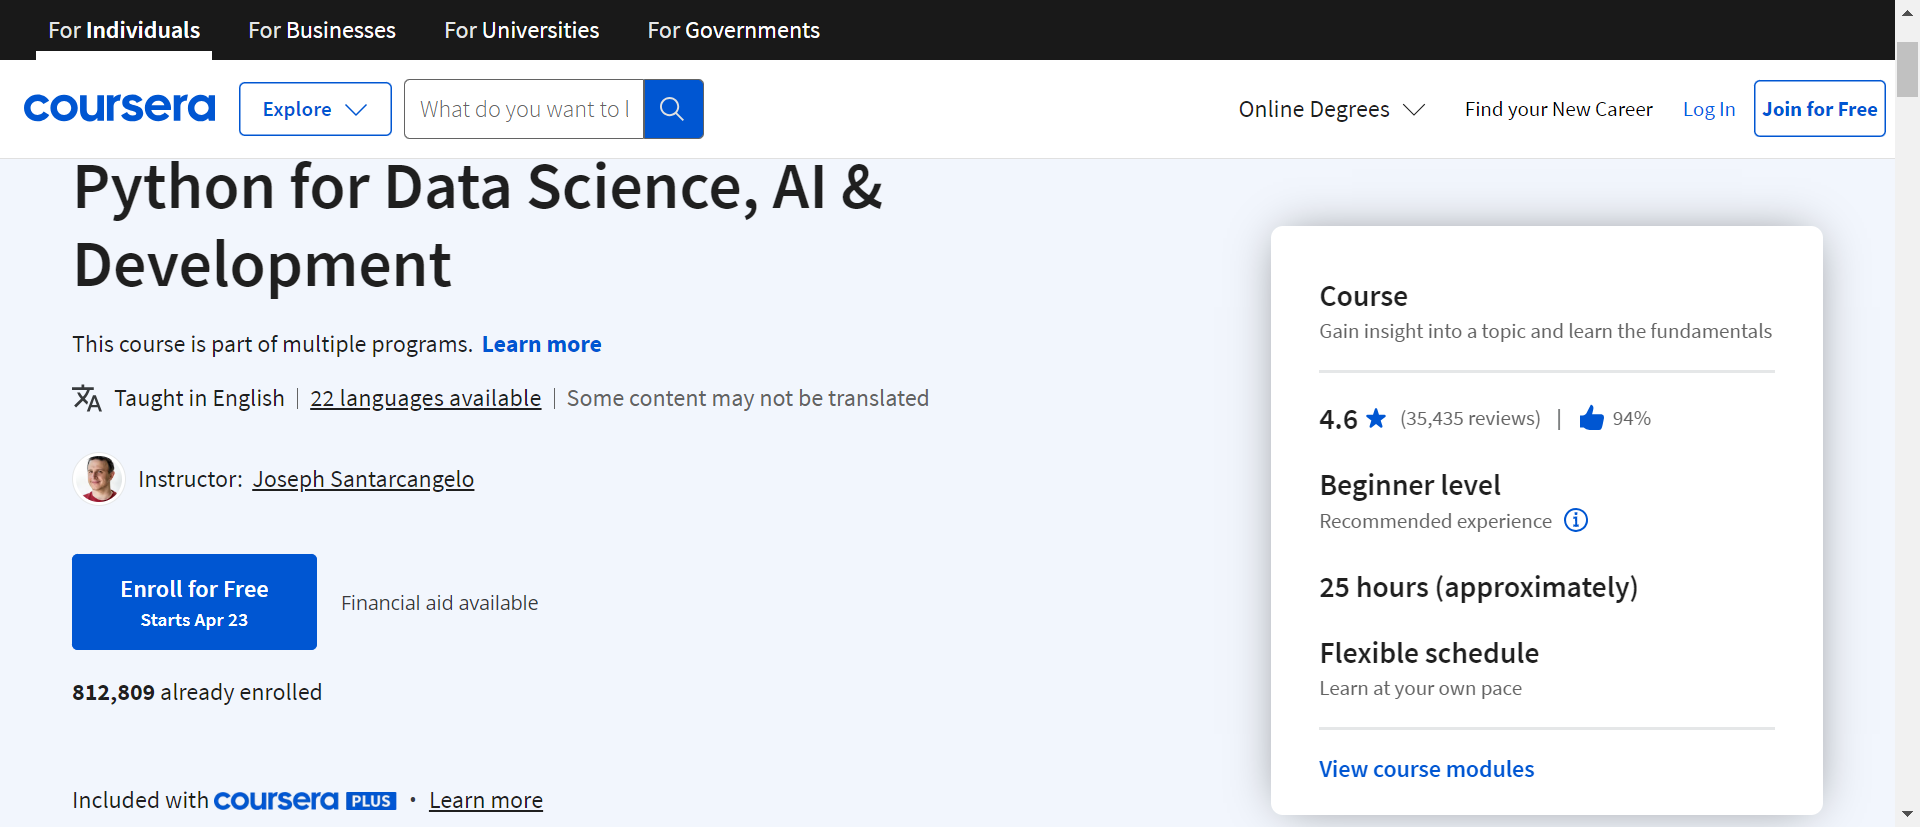 For Individuals For Businesses For Universities For Governments
coursera Explore What do you want to l Online Degrees Find your New Career Log In Join for Free
Python for Data Science, AI &
Development
This course is part of multiple programs. Learn more
Taught in English | 22 languages available | Some content may not be translated
Instructor: Joseph Santarcangelo
Enroll for Free
Starts Apr 23
Financial aid available
812,809 already enrolled
Included with coursera PLUS • Learn more
Course
Gain insight into a topic and learn the fundamentals
4.6 ★ (35,435 reviews) | 94%
Beginner level
Recommended experience
25 hours (approximately)
Flexible schedule
Learn at your own pace
View course modules